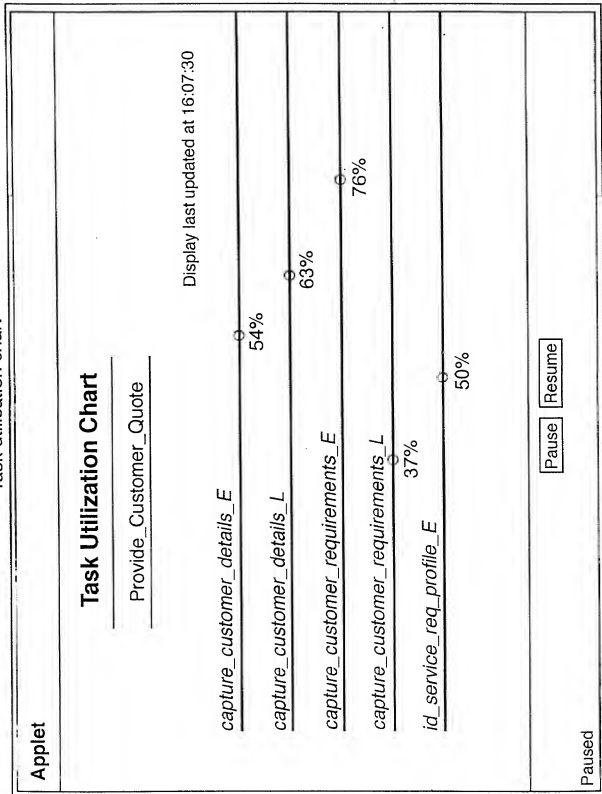 Applet
Task Utilization Chart
Provide_Customer_Quote
Display last updated at 16:07:30
capture_customer_details_E
54%
capture_customer_details_L
63%
capture_customer_requirements_E
76%
capture_customer_requirements_L
37%
id_service_req_profile_E
50%
Pause Resume
Paused